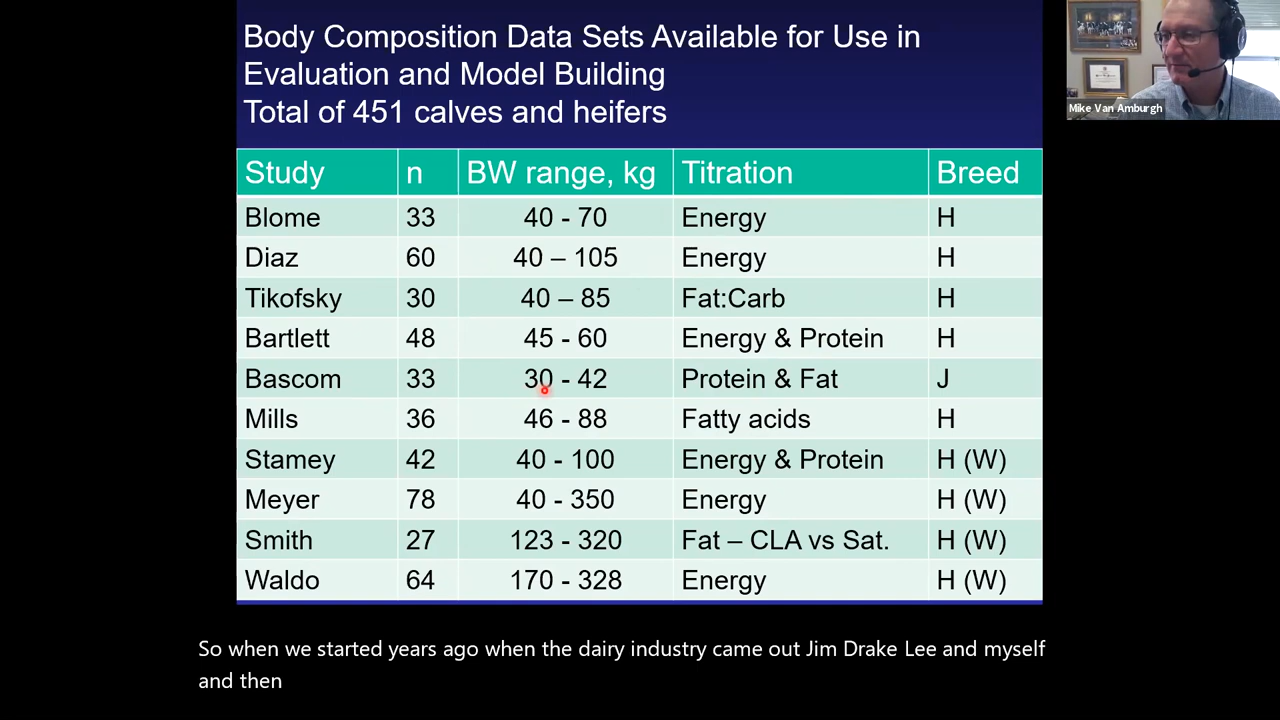 Body Composition Data Sets Available for Use in
Evaluation and Model Building
Total of 451 calves and heifers
Mike Van Amburgh
Study n BW range, kg Titration Breed
Blome 33 40 - 70 Energy H
Diaz 60 40 – 105 Energy H
Tikofsky 30 40 – 85 Fat:Carb H
Bartlett 48 45 - 60 Energy & Protein H
Bascom 33 30 - 42 Protein & Fat J
Mills 36 46 - 88 Fatty acids H
Stamey 42 40 - 100 Energy & Protein H (W)
Meyer 78 40 - 350 Energy H (W)
Smith 27 123 - 320 Fat – CLA vs Sat. H (W)
Waldo 64 170 - 328 Energy H (W)
So when we started years ago when the dairy industry came out Jim Drake Lee and myself
and then